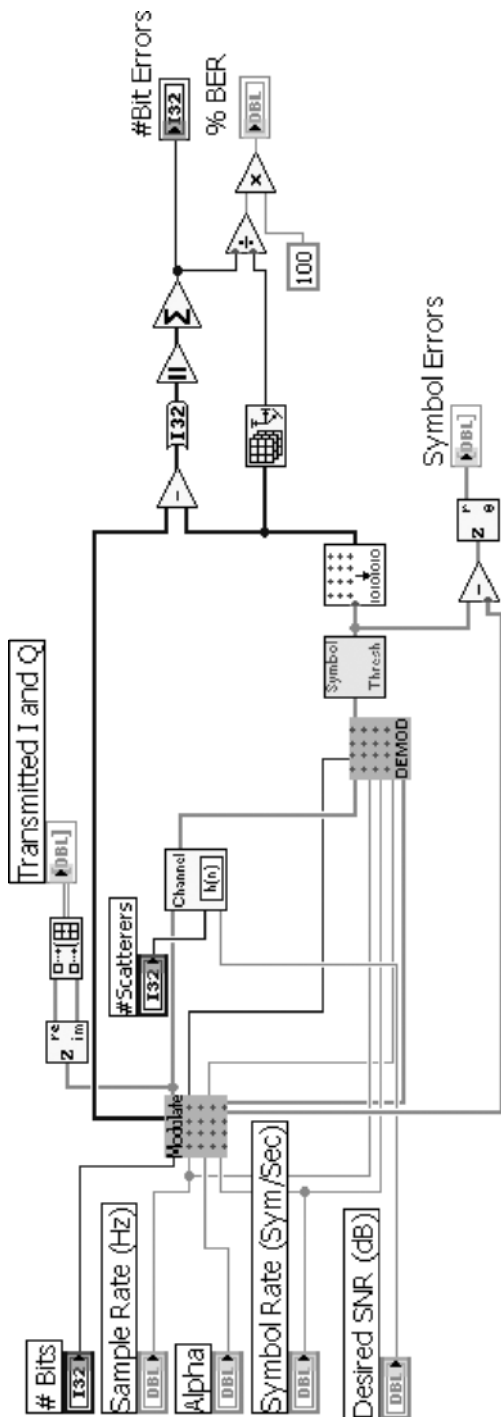 # Bits
I32
Sample Rate (Hz)
DBL
Alpha
DBL
Symbol Rate (Sym/Sec)
DBL
Desired SNR (dB)
DBL
Modulate
z
re
im
Transmitted I and Q
DBL]
#Scatterers
I32
Channel
h(n)
DEMOD
Symbol
Thresh
10101010
-
I32
||
Σ
#Bit Errors
I32
÷
x
100
% BER
DBL
-
z
r
θ
Symbol Errors
DBL]